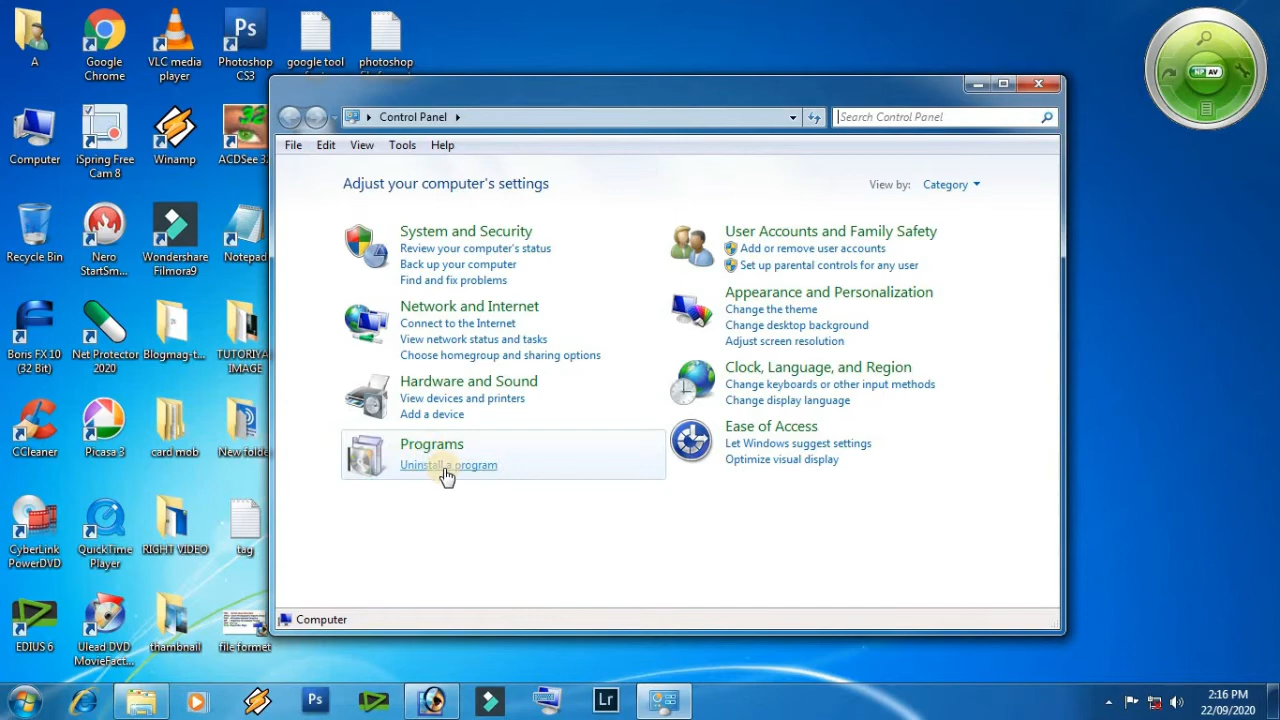 A
Google
Chrome
VLC media
player
Ps
Photoshop
CS3
google tool
photoshop
Computer
iSpring Free
Cam 8
Winamp
32
ACDSee 32
Recycle Bin
Nero
StartSm...
Wondershare
Filmora9
Notepad
Boris FX 10
(32 Bit)
Net Protector
2020
Blogmag-t...
TUTORIYA
IMAGE
CCleaner
Picasa 3
card mob
New folde
CyberLink
PowerDVD
QuickTime
Player
RIGHT VIDEO
tag
EDIUS 6
Ulead DVD
MovieFact...
thumbnail
file formet
NP AV
Control Panel
Search Control Panel
File Edit View Tools Help
Adjust your computer's settings
View by: Category
System and Security
Review your computer's status
Back up your computer
Find and fix problems
Network and Internet
Connect to the Internet
View network status and tasks
Choose homegroup and sharing options
Hardware and Sound
View devices and printers
Add a device
Programs
Uninstall a program
User Accounts and Family Safety
Add or remove user accounts
Set up parental controls for any user
Appearance and Personalization
Change the theme
Change desktop background
Adjust screen resolution
Clock, Language, and Region
Change keyboards or other input methods
Change display language
Ease of Access
Let Windows suggest settings
Optimize visual display
Computer
Ps
Lr
2:16 PM
22/09/2020